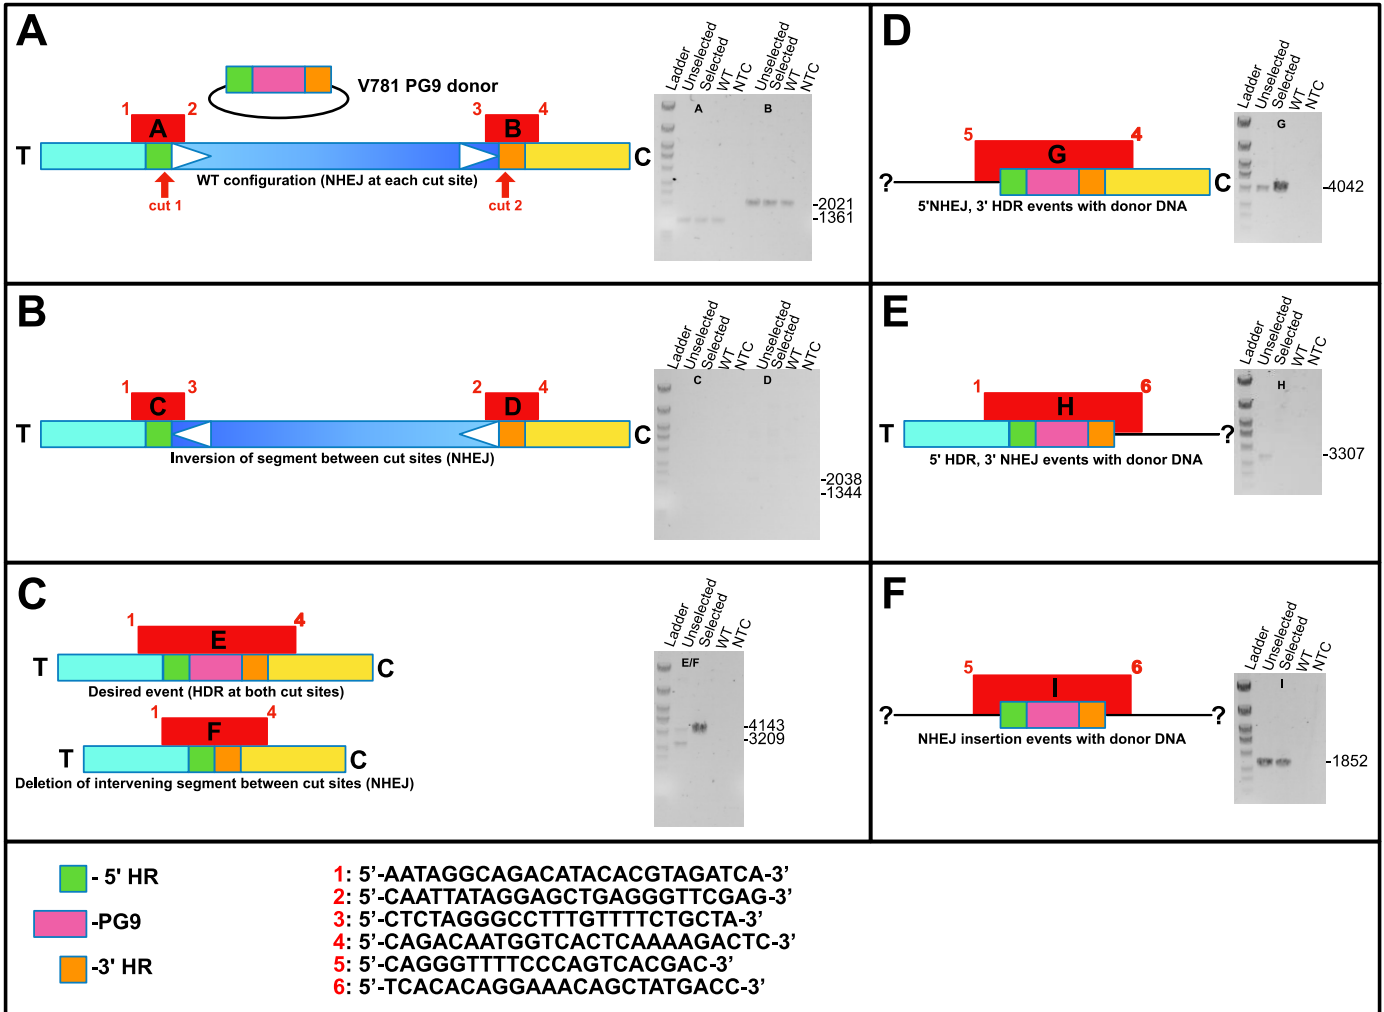 A
V781 PG9 donor
1 2 3 4
A B
T C
WT configuration (NHEJ at each cut site)
cut 1 cut 2
Ladder Unselected Selected WT NTC Unselected Selected WT NTC
A B
-2021
-1361
B
1 3 2 4
C D
T C
Inversion of segment between cut sites (NHEJ)
Ladder Unselected Selected WT NTC Unselected Selected WT NTC
C D
-2038
-1344
C
1 4
E
T C
Desired event (HDR at both cut sites)
1 4
F
T C
Deletion of intervening segment between cut sites (NHEJ)
Ladder Unselected Selected WT NTC
E/F
-4143
-3209
D
5 4
G
? C
5'NHEJ, 3' HDR events with donor DNA
Ladder Unselected Selected WT NTC
G
-4042
E
1 6
H
T ?
5' HDR, 3' NHEJ events with donor DNA
Ladder Unselected Selected WT NTC
H
-3307
F
5 6
I
? ?
NHEJ insertion events with donor DNA
Ladder Unselected Selected WT NTC
I
-1852
- 5' HR
-PG9
-3' HR
1: 5’-AATAGGCAGACATACACGTAGATCA-3’
2: 5’-CAATTATAGGAGCTGAGGGTTCGAG-3’
3: 5’-CTCTAGGGCCTTTGTTTTCTGCTA-3’
4: 5’-CAGACAATGGTCACTCAAAAGACTC-3’
5: 5’-CAGGGTTTTCCCAGTCACGAC-3’
6: 5’-TCACACAGGAAACAGCTATGACC-3’